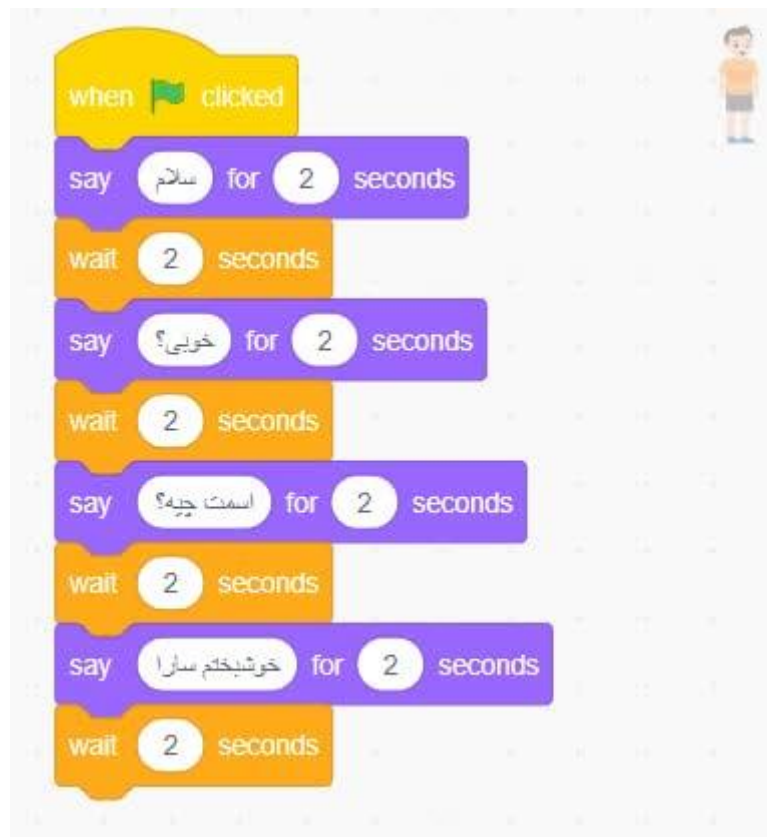 when clicked
say سلام for 2 seconds
wait 2 seconds
say خوبی؟ for 2 seconds
wait 2 seconds
say اسمت چیه؟ for 2 seconds
wait 2 seconds
say خوشبختم سارا for 2 seconds
wait 2 seconds